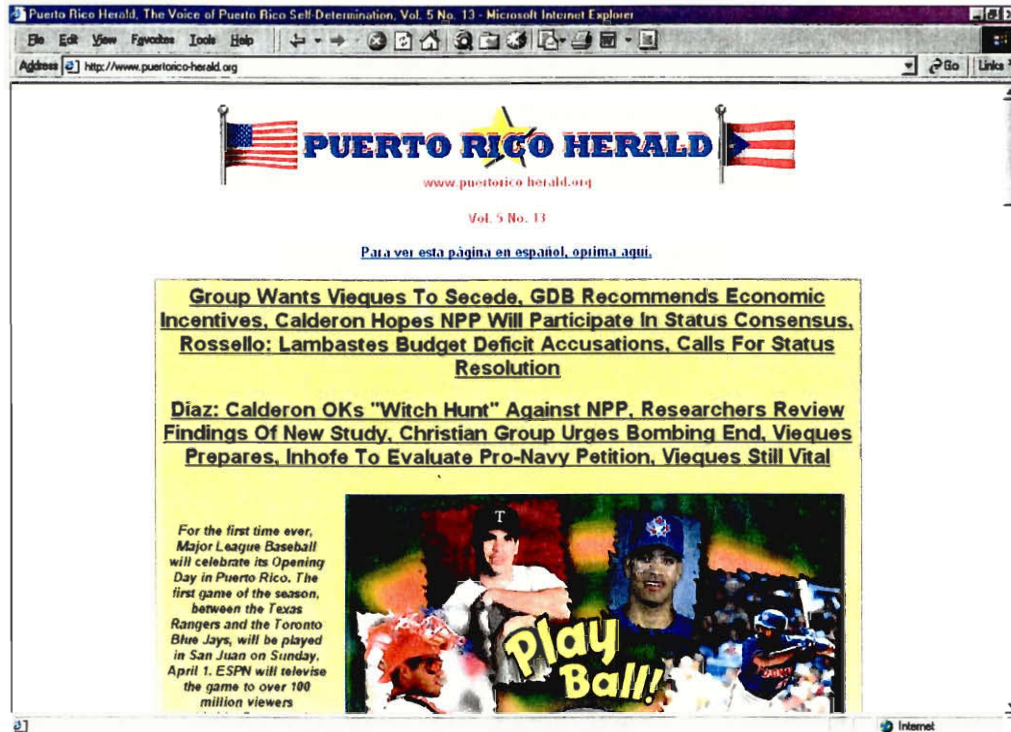 Puerto Rico Herald, The Voice of Puerto Rico Self-Determination, Vol. 5 No. 13 - Microsoft Internet Explorer
File Edit View Favorites Tools Help
Address http://www.puertorico-herald.org Go Links
PUERTO RICO HERALD
www.puertorico-herald.org
Vol. 5 No. 13
Para ver esta página en español, oprima aquí.
Group Wants Vieques To Secede, GDB Recommends Economic
Incentives, Calderon Hopes NPP Will Participate In Status Consensus,
Rossello: Lambastes Budget Deficit Accusations, Calls For Status
Resolution
Diaz: Calderon OKs "Witch Hunt" Against NPP, Researchers Review
Findings Of New Study, Christian Group Urges Bombing End, Vieques
Prepares, Inhofe To Evaluate Pro-Navy Petition, Vieques Still Vital
For the first time ever,
Major League Baseball
will celebrate its Opening
Day in Puerto Rico. The
first game of the season,
between the Texas
Rangers and the Toronto
Blue Jays, will be played
in San Juan on Sunday,
April 1. ESPN will televise
the game to over 100
million viewers
T
Play
Ball!
Internet